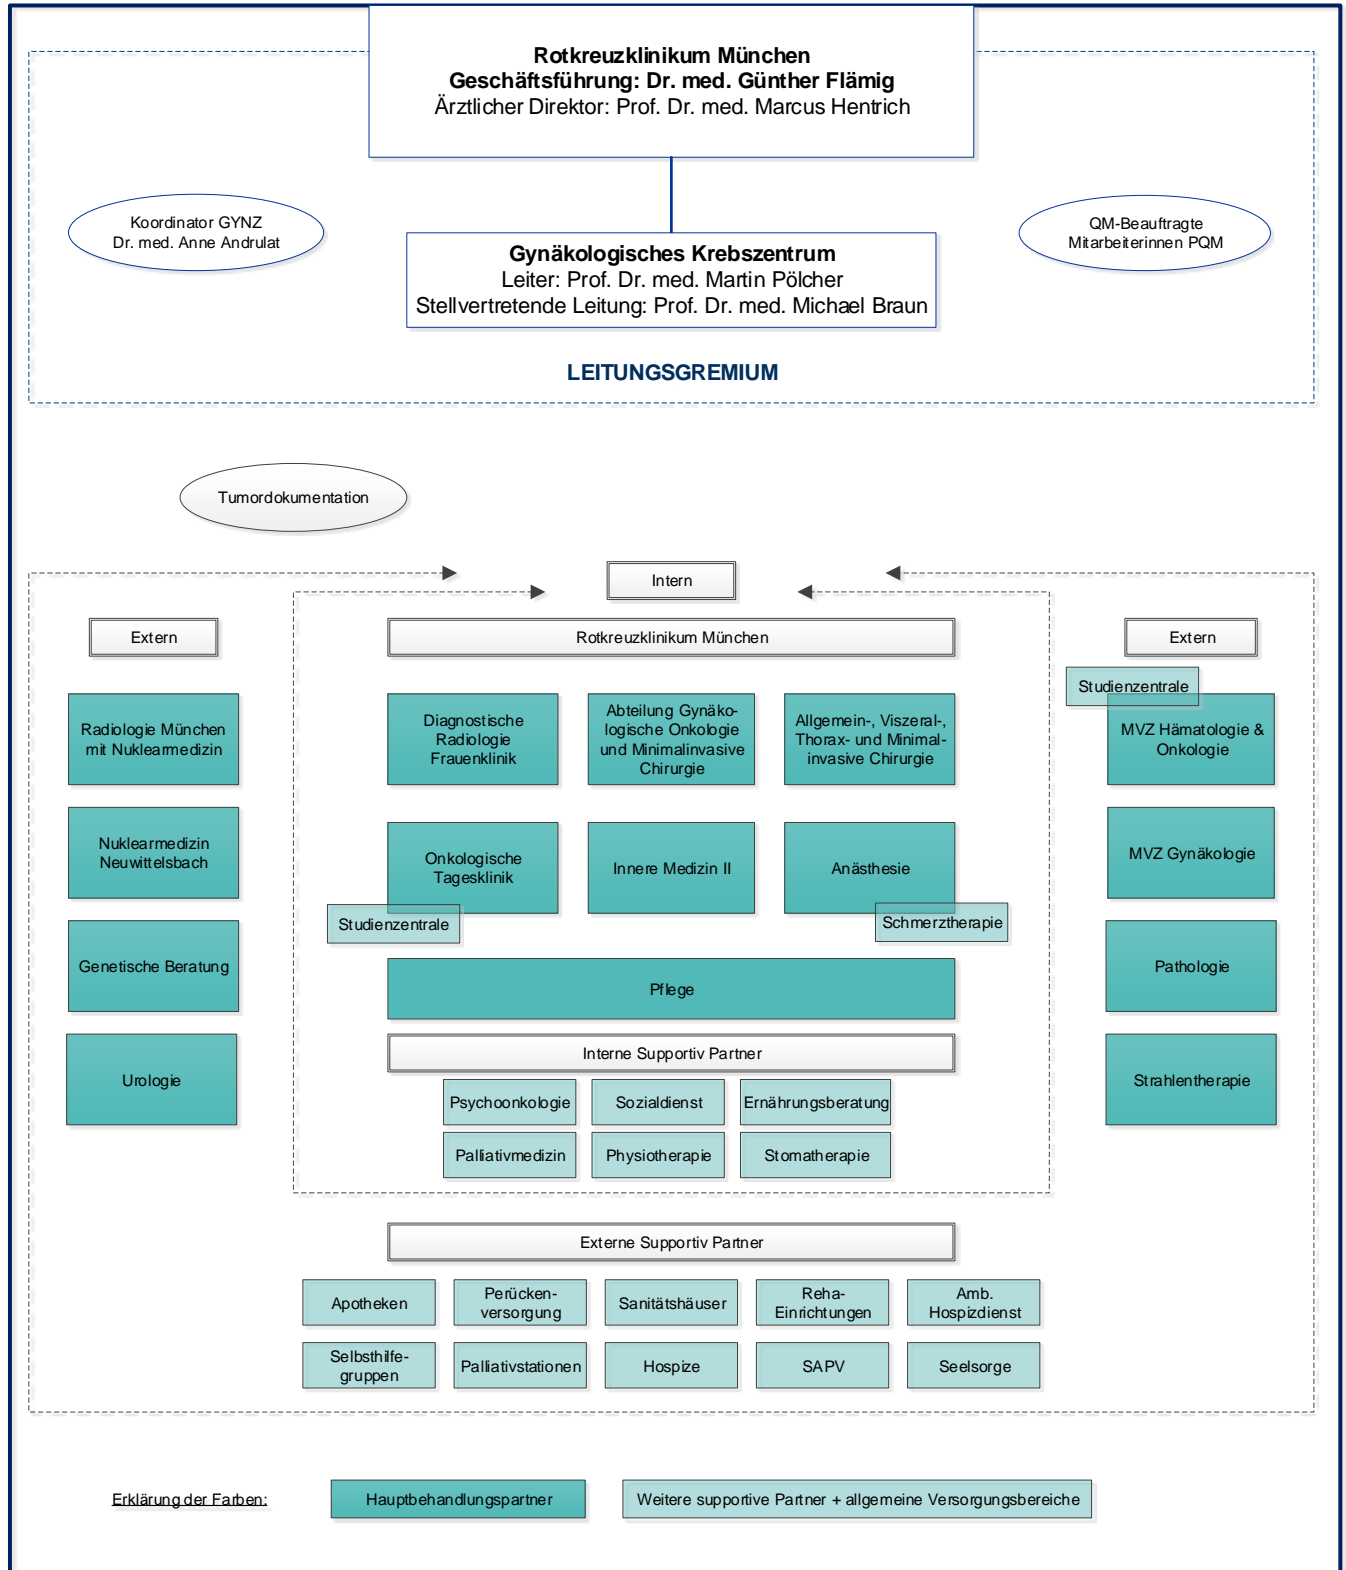 Rotkreuzklinikum München
Geschäftsführung: Dr. med. Günther Flämig
Ärztlicher Direktor: Prof. Dr. med. Marcus Hentrich
Koordinator GYNZ
Dr. med. Anne Andrulat
QM-Beauftragte
Mitarbeiterinnen PQM
Gynäkologisches Krebszentrum
Leiter: Prof. Dr. med. Martin Pölcher
Stellvertretende Leitung: Prof. Dr. med. Michael Braun
LEITUNGSGREMIUM
Tumordokumentation
Intern
Extern
Rotkreuzklinikum München
Extern
Radiologie München
mit Nuklearmedizin
Nuklearmedizin
Neuwittelsbach
Genetische Beratung
Urologie
Diagnostische
Radiologie
Frauenklinik
Abteilung Gynäko-
logische Onkologie
und Minimalinvasive
Chirurgie
Allgemein-, Viszeral-,
Thorax- und Minimal-
invasive Chirurgie
Onkologische
Tagesklinik
Studienzentrale
Innere Medizin II
Anästhesie
Schmerztherapie
Pflege
Interne Supportiv Partner
Psychoonkologie
Sozialdienst
Ernährungsberatung
Palliativmedizin
Physiotherapie
Stomatherapie
Studienzentrale
MVZ Hämatologie &
Onkologie
MVZ Gynäkologie
Pathologie
Strahlentherapie
Externe Supportiv Partner
Apotheken
Perücken-
versorgung
Sanitätshäuser
Reha-
Einrichtungen
Amb.
Hospizdienst
Selbsthilfe-
gruppen
Palliativstationen
Hospize
SAPV
Seelsorge
Erklärung der Farben:
Hauptbehandlungspartner
Weitere supportive Partner + allgemeine Versorgungsbereiche